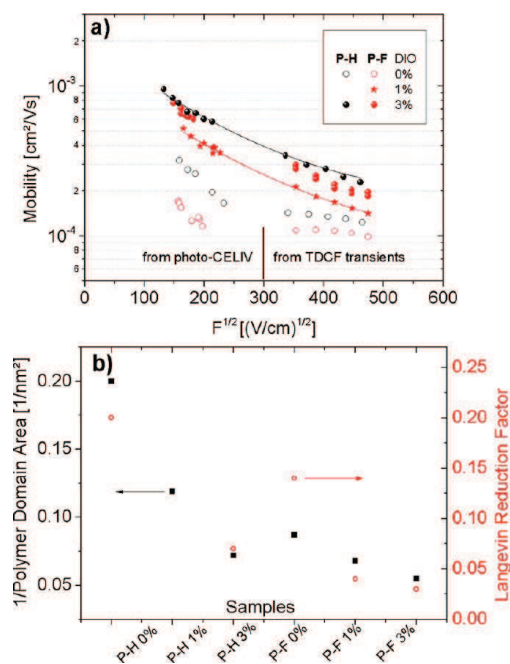 a)
Mobility [cm²/Vs]
2
10⁻³
8
6
4
2
10⁻⁴
8
6
P-H P-F DIO
0%
1%
3%
from photo-CELIV
from TDCF transients
0 100 200 300 400 500 600
F^1/2 [(V/cm)^1/2]
b)
1/Polymer Domain Area [1/nm²]
0.20
0.15
0.10
0.05
Langevin Reduction Factor
0.25
0.20
0.15
0.10
0.05
0.00
Samples
P-H 0% P-H 1% P-H 3% P-F 0% P-F 1% P-F 3%